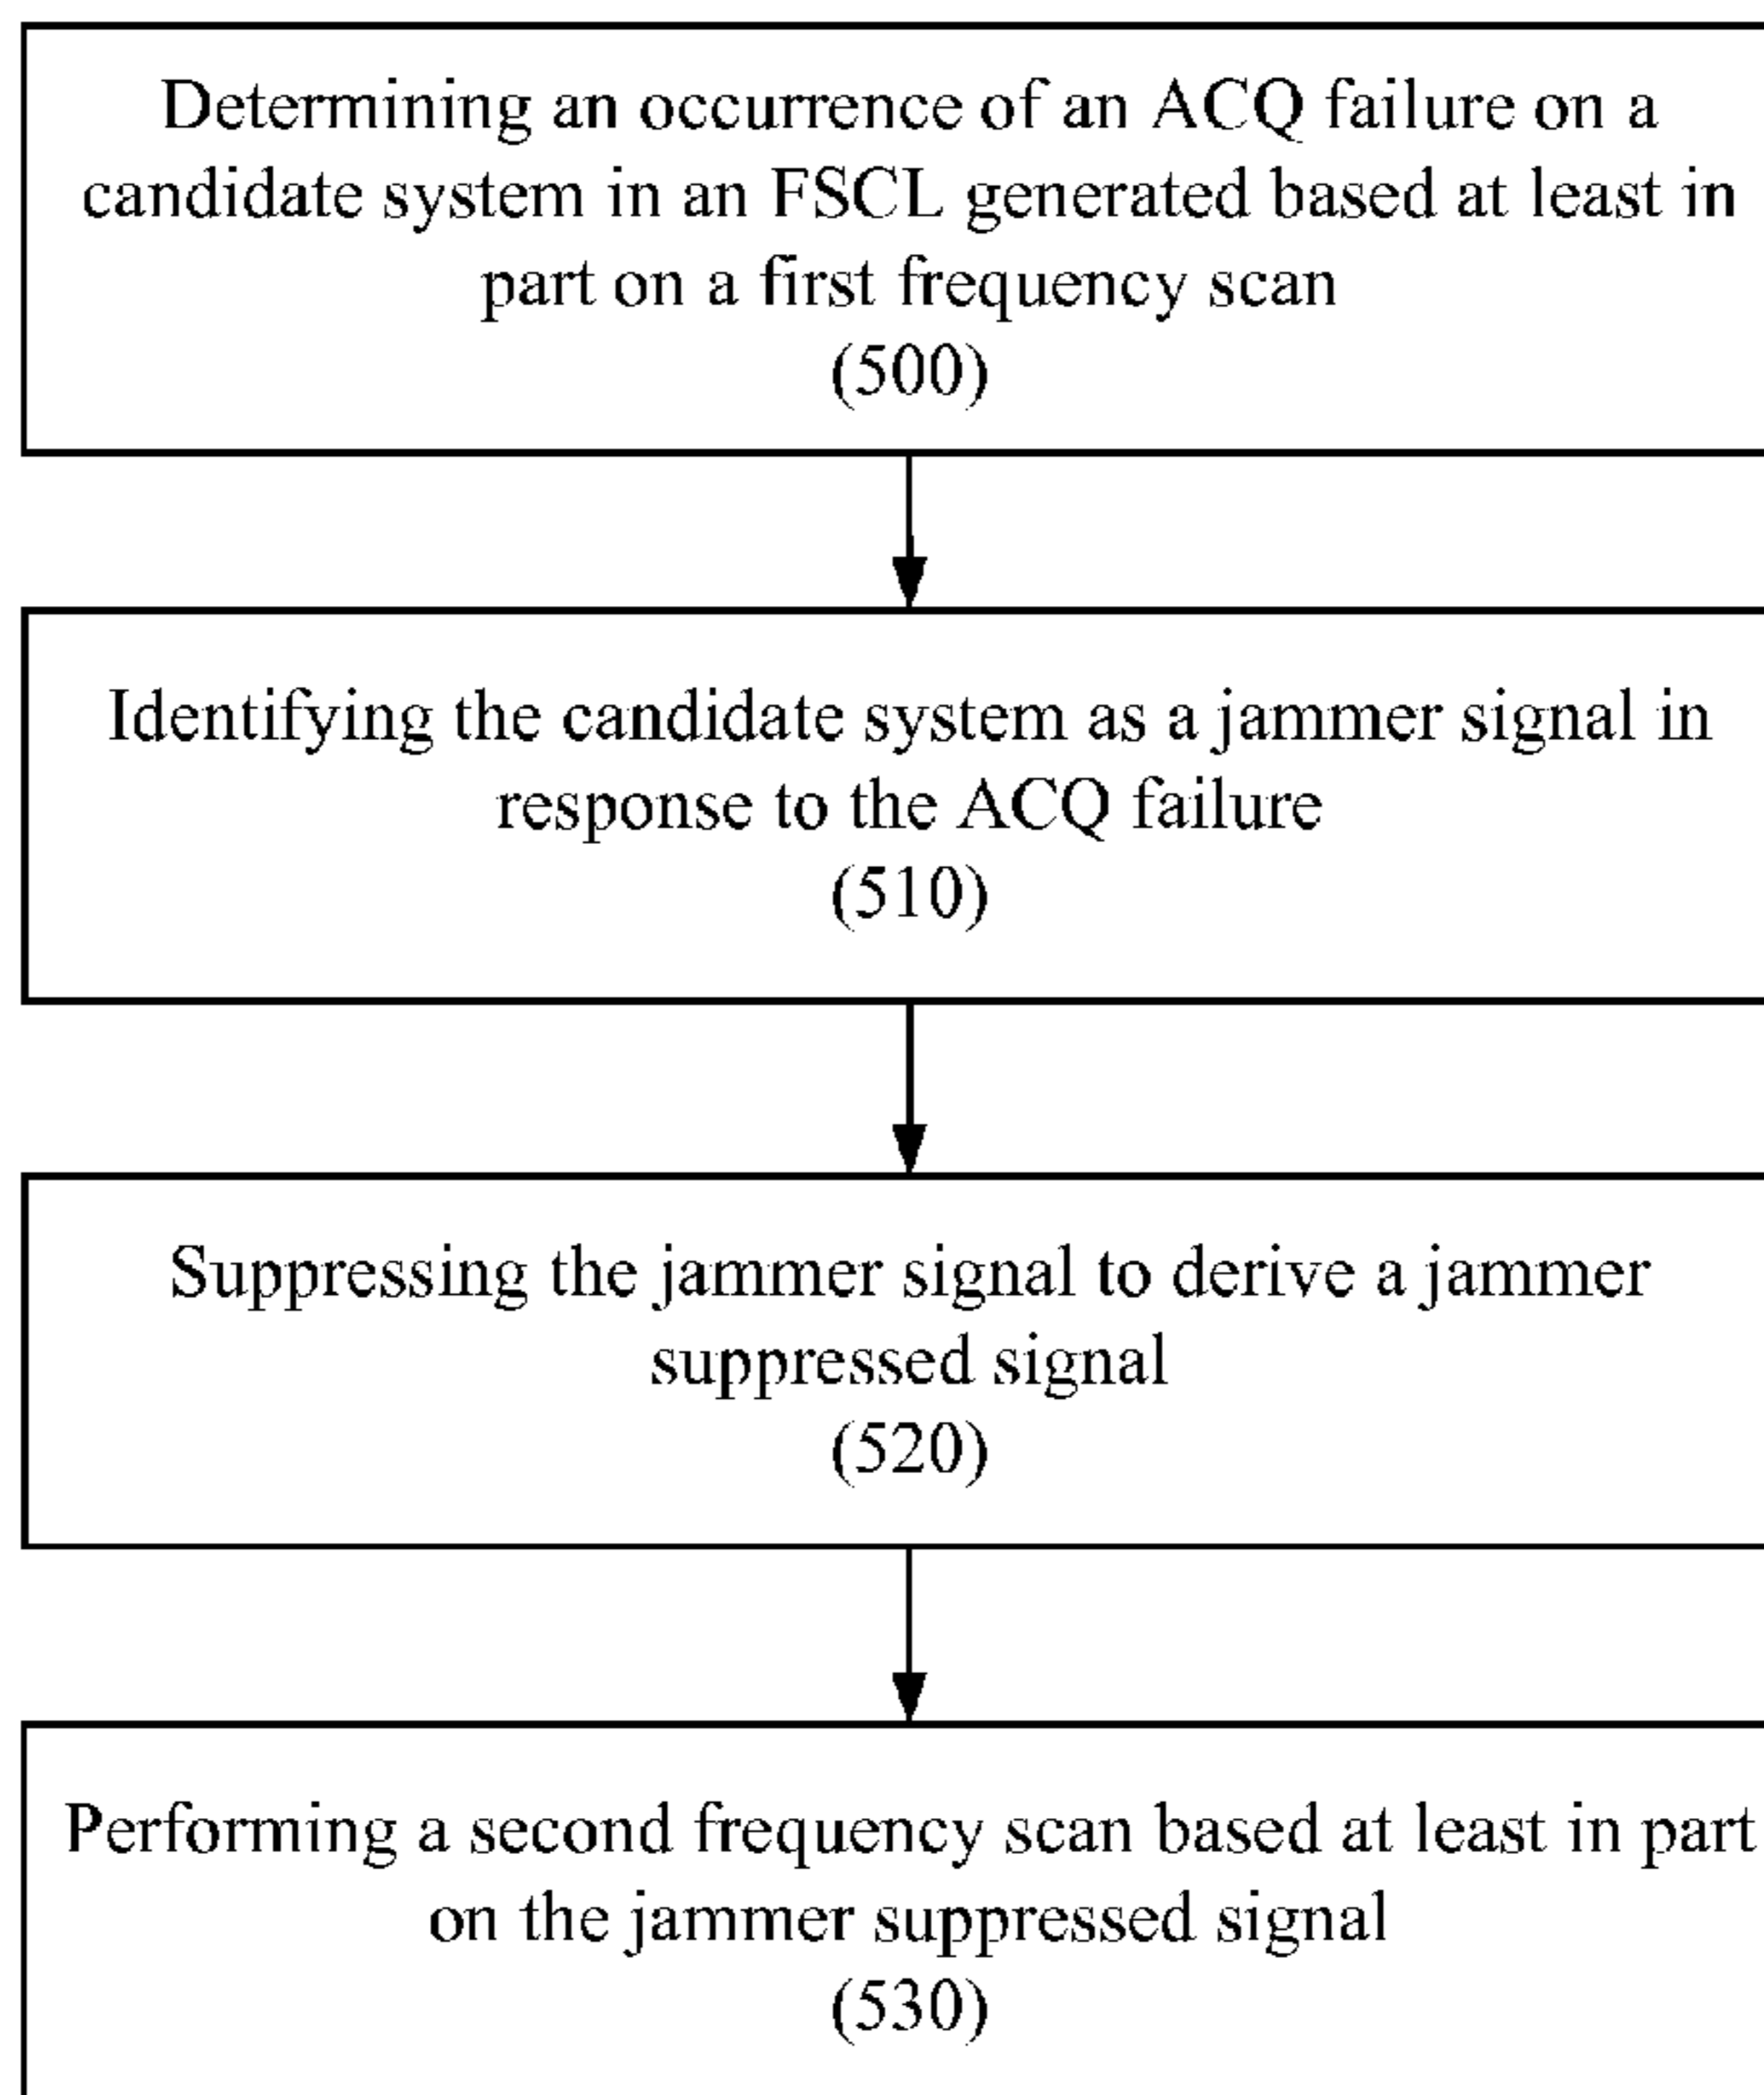 Determining an occurrence of an ACQ failure on a
candidate system in an FSCL generated based at least in
part on a first frequency scan
(500)
Identifying the candidate system as a jammer signal in
response to the ACQ failure
(510)
Suppressing the jammer signal to derive a jammer
suppressed signal
(520)
Performing a second frequency scan based at least in part
on the jammer suppressed signal
(530)